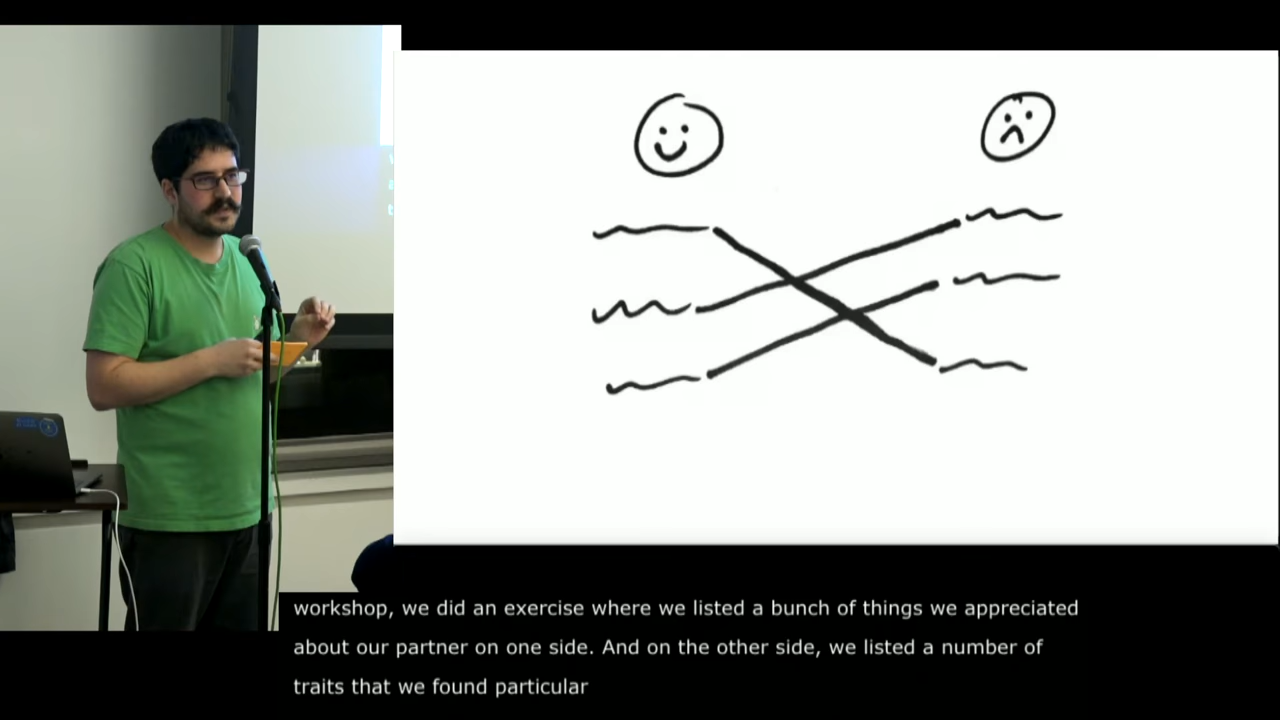 workshop, we did an exercise where we listed a bunch of things we appreciated
about our partner on one side. And on the other side, we listed a number of
traits that we found particular